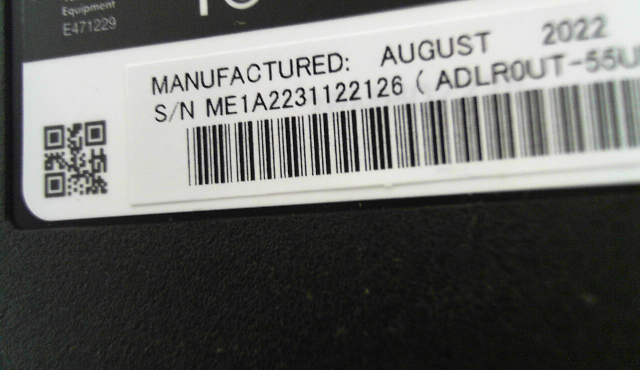 Equipment
E471229
MANUFACTURED: AUGUST 2022
S/N ME1A2231122126 ( ADLR0UT-55U